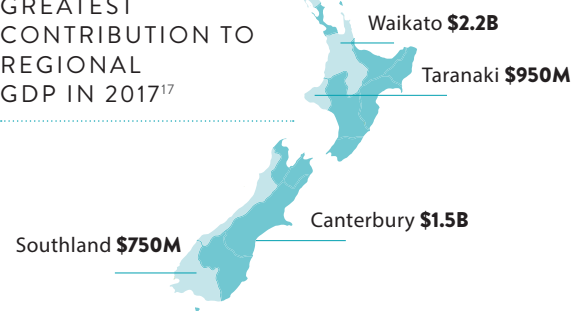 GREATEST
CONTRIBUTION TO
REGIONAL
GDP IN 2017¹⁷
Waikato $2.2B
Taranaki $950M
Canterbury $1.5B
Southland $750M